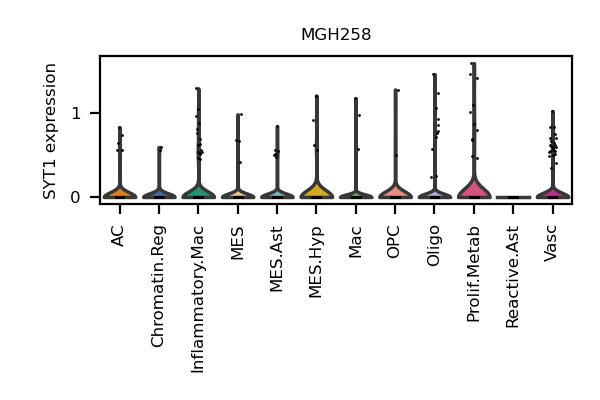 MGH258
SYT1 expression
1
0
AC
Chromatin.Reg
Inflammatory.Mac
MES
MES.Ast
MES.Hyp
Mac
OPC
Oligo
Prolif.Metab
Reactive.Ast
Vasc